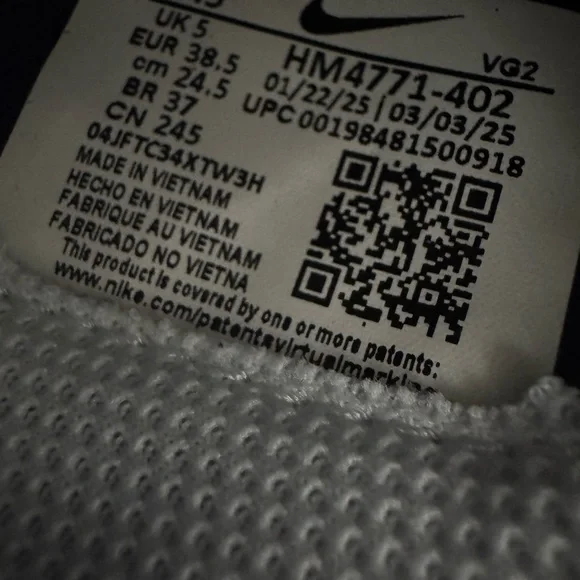 UK 5
EUR 38.5
cm 24.5
BR 37
CN 245
VG2
HM4771-402
01/22/25 | 03/03/25
UPC 00198481500918
04JFTC34XTW3H
MADE IN VIETNAM
HECHO EN VIETNAM
FABRIQUE AU VIETNAM
FABRICADO NO VIETNA
This product is covered by one or more patents:
www.nike.com/patentsvirtualmarking